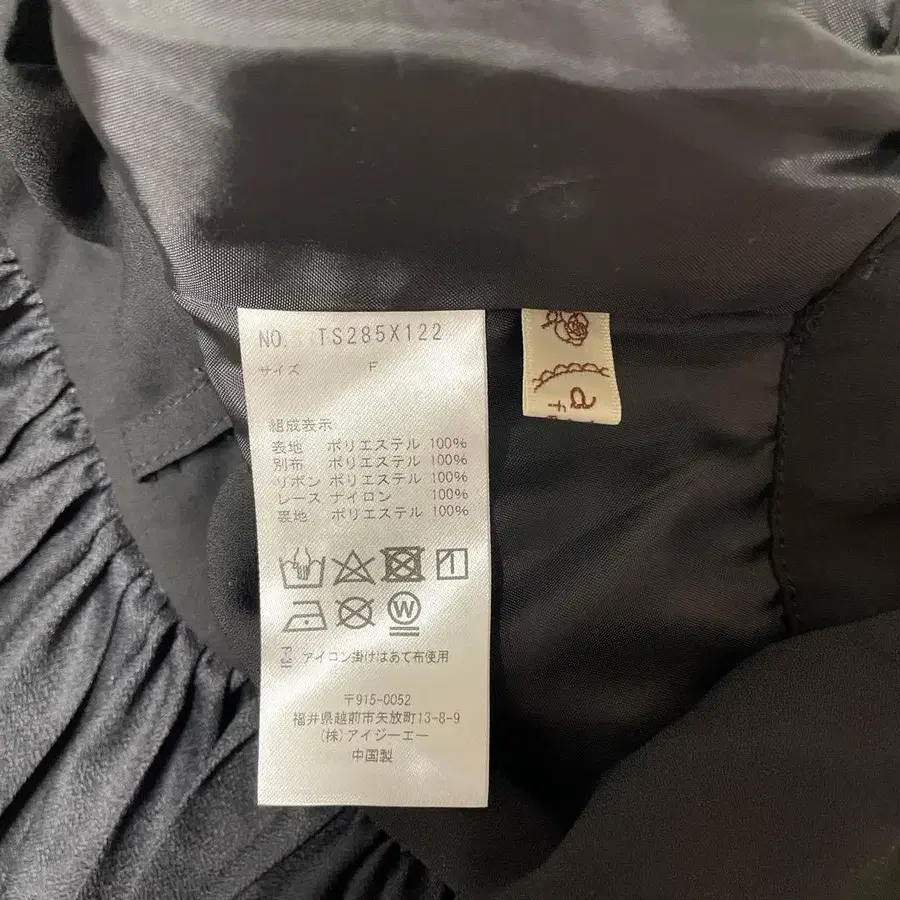 NO. TS285X122
サイズ F
組成表示
表地 ポリエステル 100%
別布 ポリエステル 100%
リボン ポリエステル 100%
レース ナイロン 100%
裏地 ポリエステル 100%
W
アイロン掛けはあて布使用
〒915-0052
福井県越前市矢放町13-8-9
(株)アイジーエー
中国製